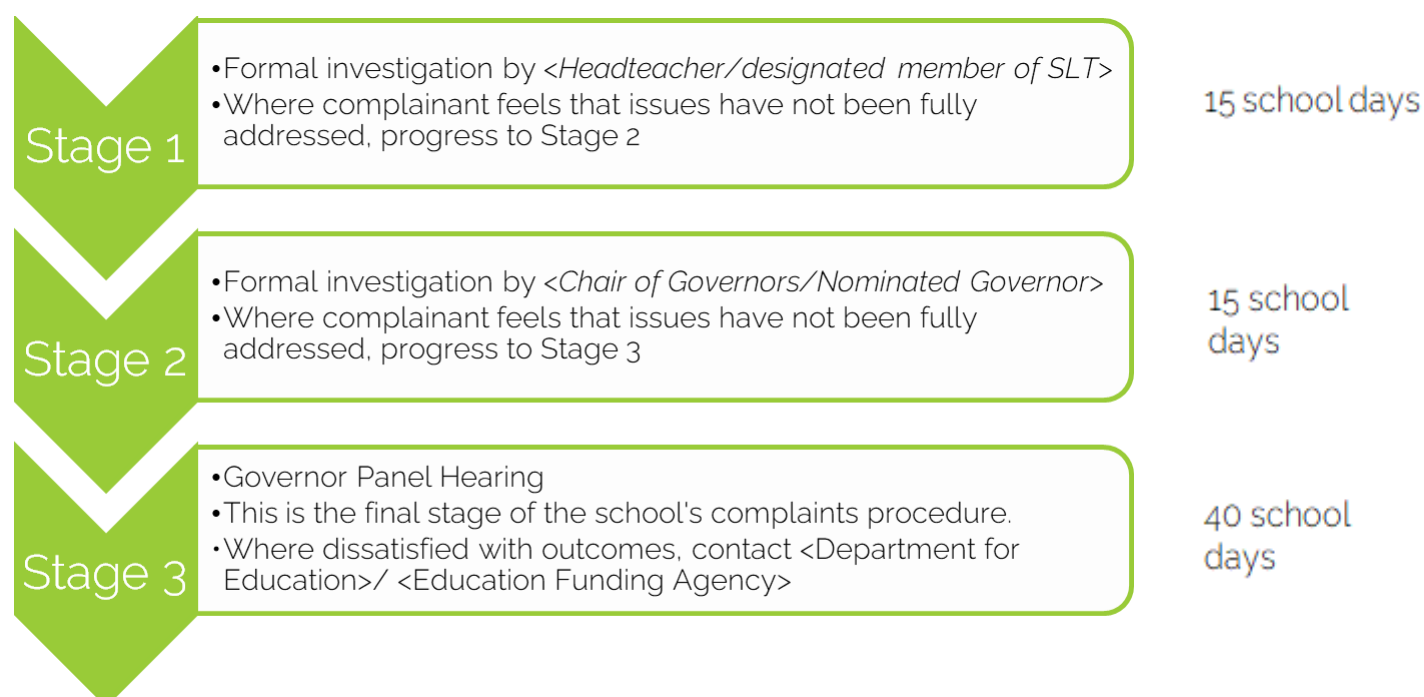 Stage 1
•Formal investigation by <Headteacher/designated member of SLT>
•Where complainant feels that issues have not been fully
addressed, progress to Stage 2
15 school days
Stage 2
•Formal investigation by <Chair of Governors/Nominated Governor>
•Where complainant feels that issues have not been fully
addressed, progress to Stage 3
15 school
days
Stage 3
•Governor Panel Hearing
•This is the final stage of the school's complaints procedure.
•Where dissatisfied with outcomes, contact <Department for
Education>/ <Education Funding Agency>
40 school
days